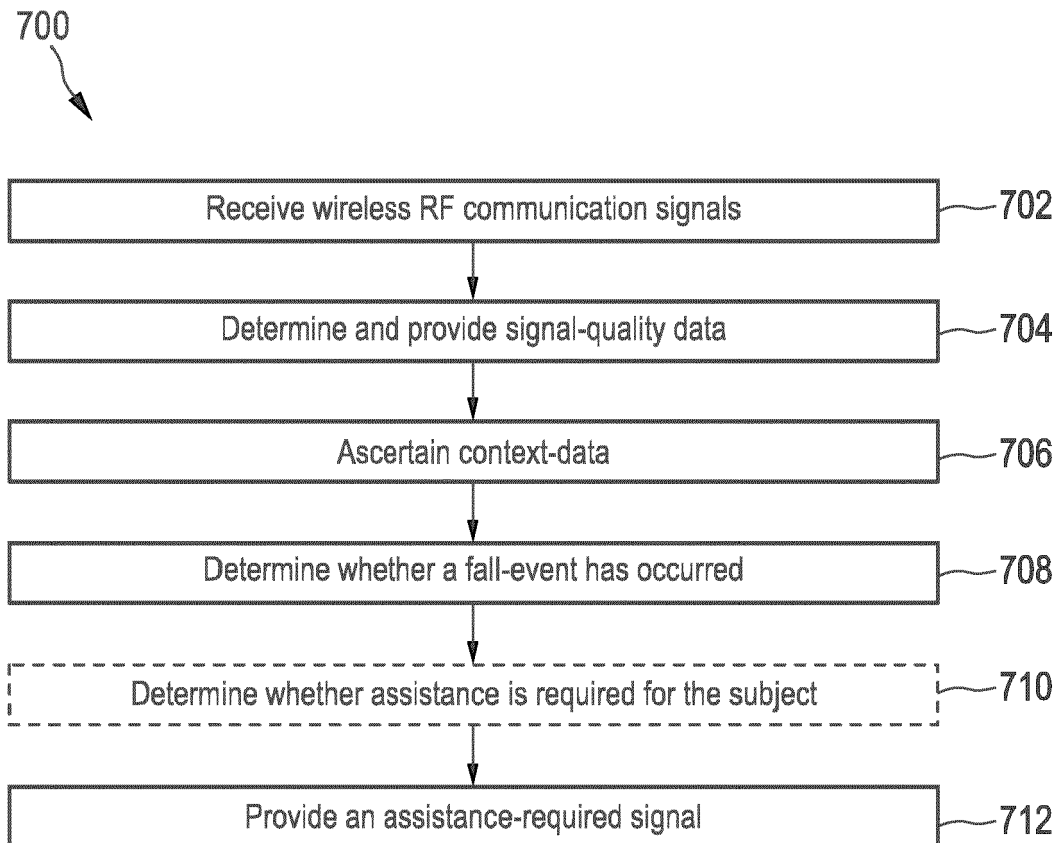 700
Receive wireless RF communication signals 702
Determine and provide signal-quality data 704
Ascertain context-data 706
Determine whether a fall-event has occurred 708
Determine whether assistance is required for the subject 710
Provide an assistance-required signal 712